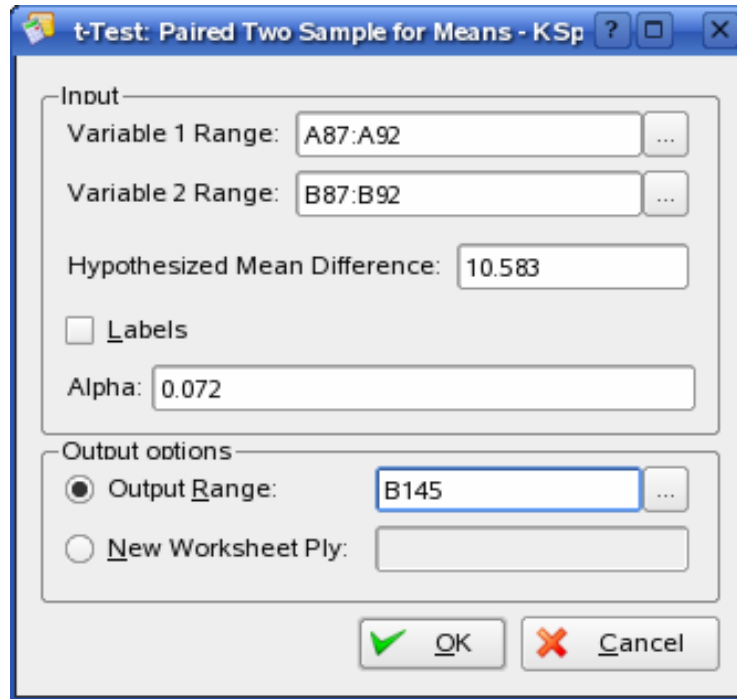 t-Test: Paired Two Sample for Means - KSp
Input
Variable 1 Range: A87:A92 ...
Variable 2 Range: B87:B92 ...
Hypothesized Mean Difference: 10.583
Labels
Alpha: 0.072
Output options
Output Range: B145 ...
New Worksheet Ply:
OK Cancel